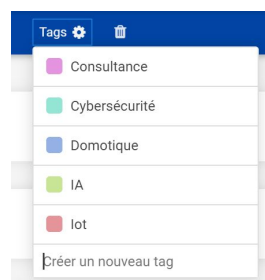 Tags
Consultance
Cybersécurité
Domotique
IA
Iot
Créer un nouveau tag